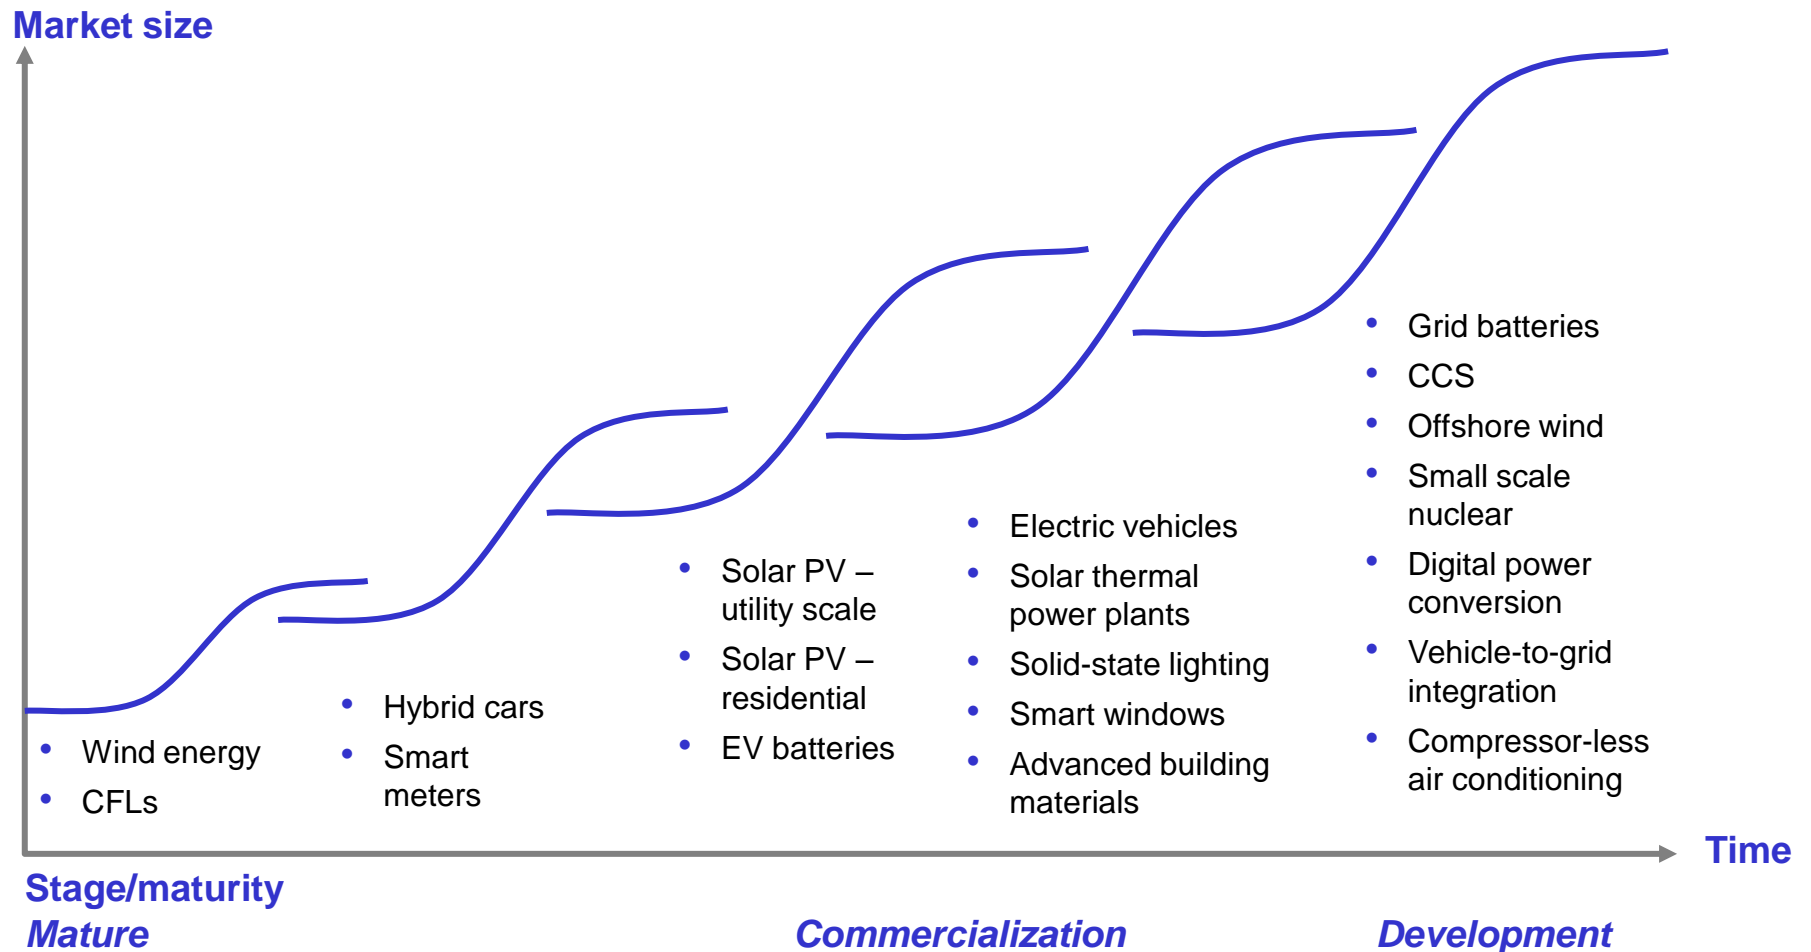 Market size
• Wind energy
• CFLs
• Hybrid cars
• Smart
meters
• Solar PV –
utility scale
• Solar PV –
residential
• EV batteries
• Electric vehicles
• Solar thermal
power plants
• Solid-state lighting
• Smart windows
• Advanced building
materials
• Grid batteries
• CCS
• Offshore wind
• Small scale
nuclear
• Digital power
conversion
• Vehicle-to-grid
integration
• Compressor-less
air conditioning
Time
Stage/maturity
Mature
Commercialization
Development